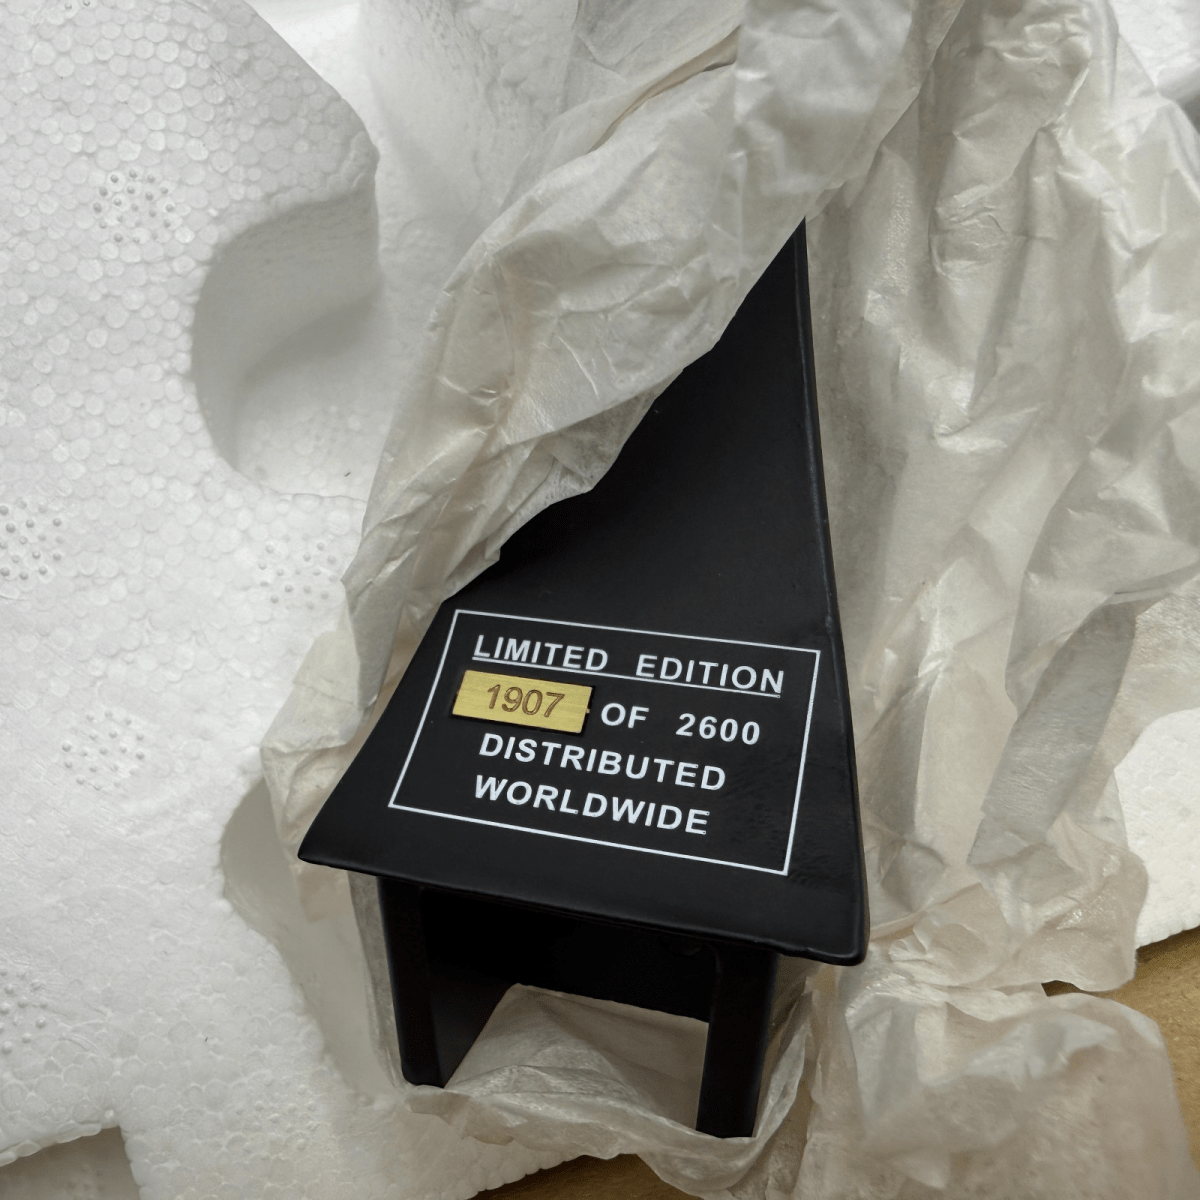 LIMITED EDITION
1907 OF 2600
DISTRIBUTED
WORLDWIDE